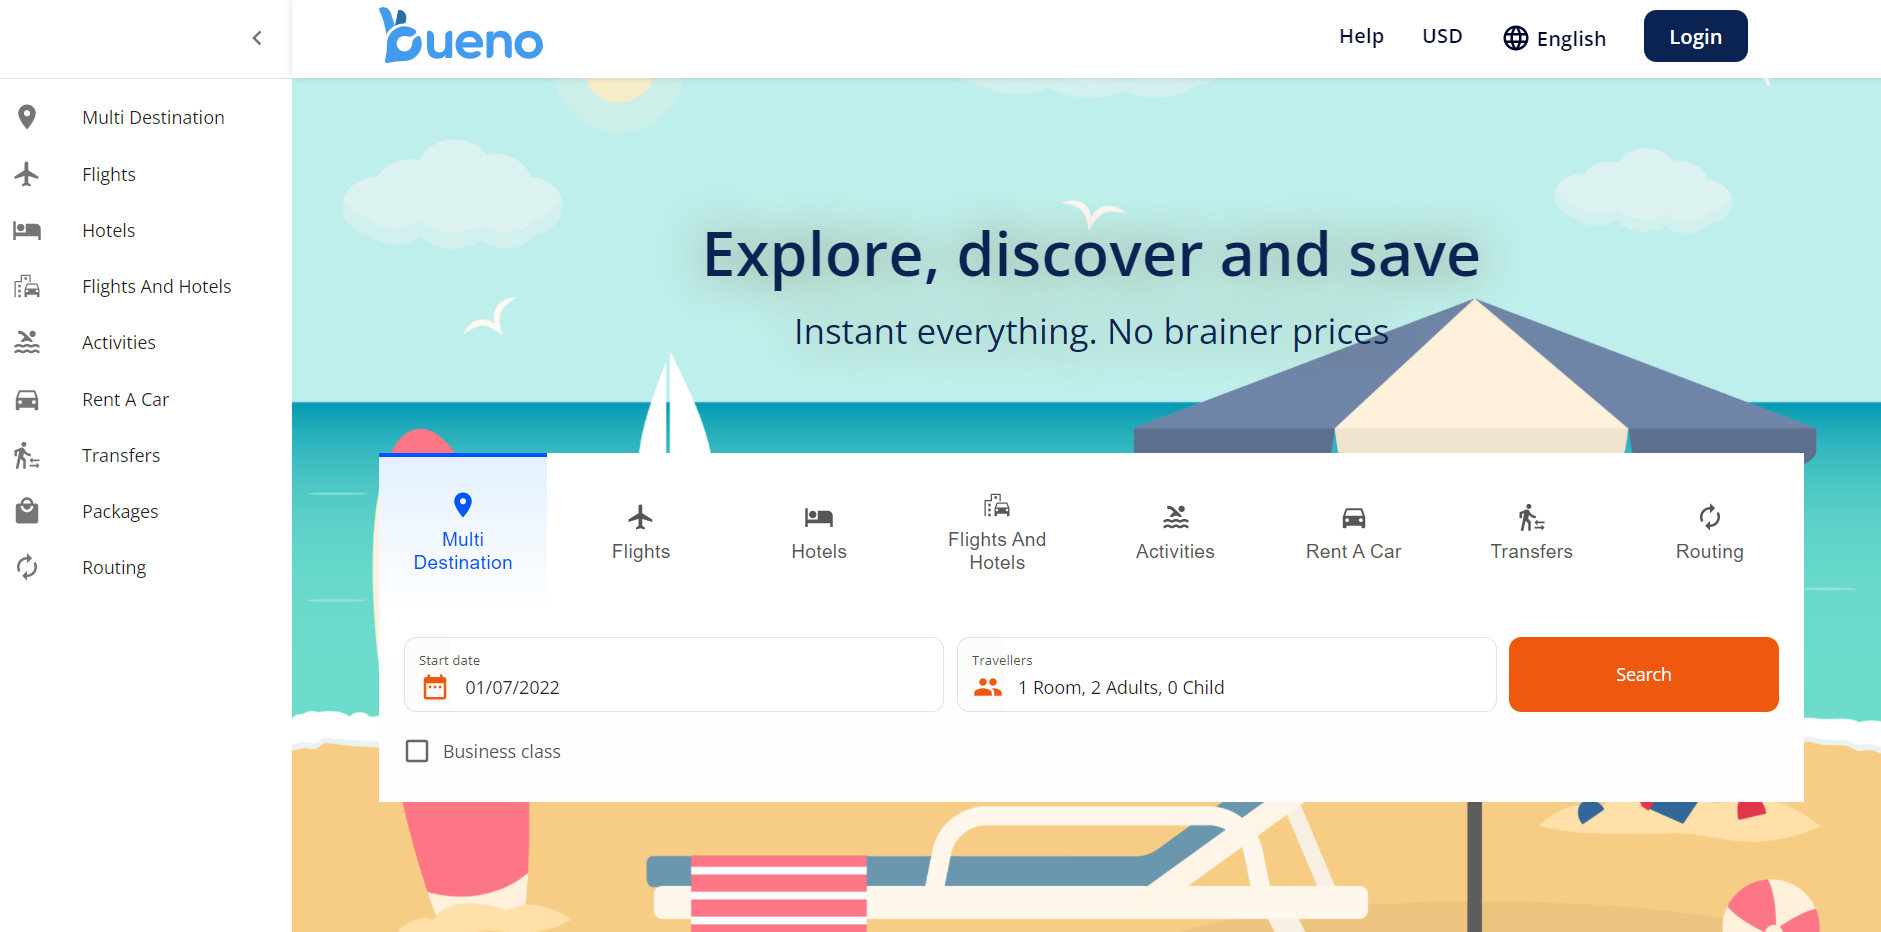 bueno
Help
USD
English
Login
Multi Destination
Flights
Hotels
Flights And Hotels
Activities
Rent A Car
Transfers
Packages
Routing
Explore, discover and save
Instant everything. No brainer prices
Multi
Destination
Flights
Hotels
Flights And
Hotels
Activities
Rent A Car
Transfers
Routing
Start date
01/07/2022
Travellers
1 Room, 2 Adults, 0 Child
Search
Business class